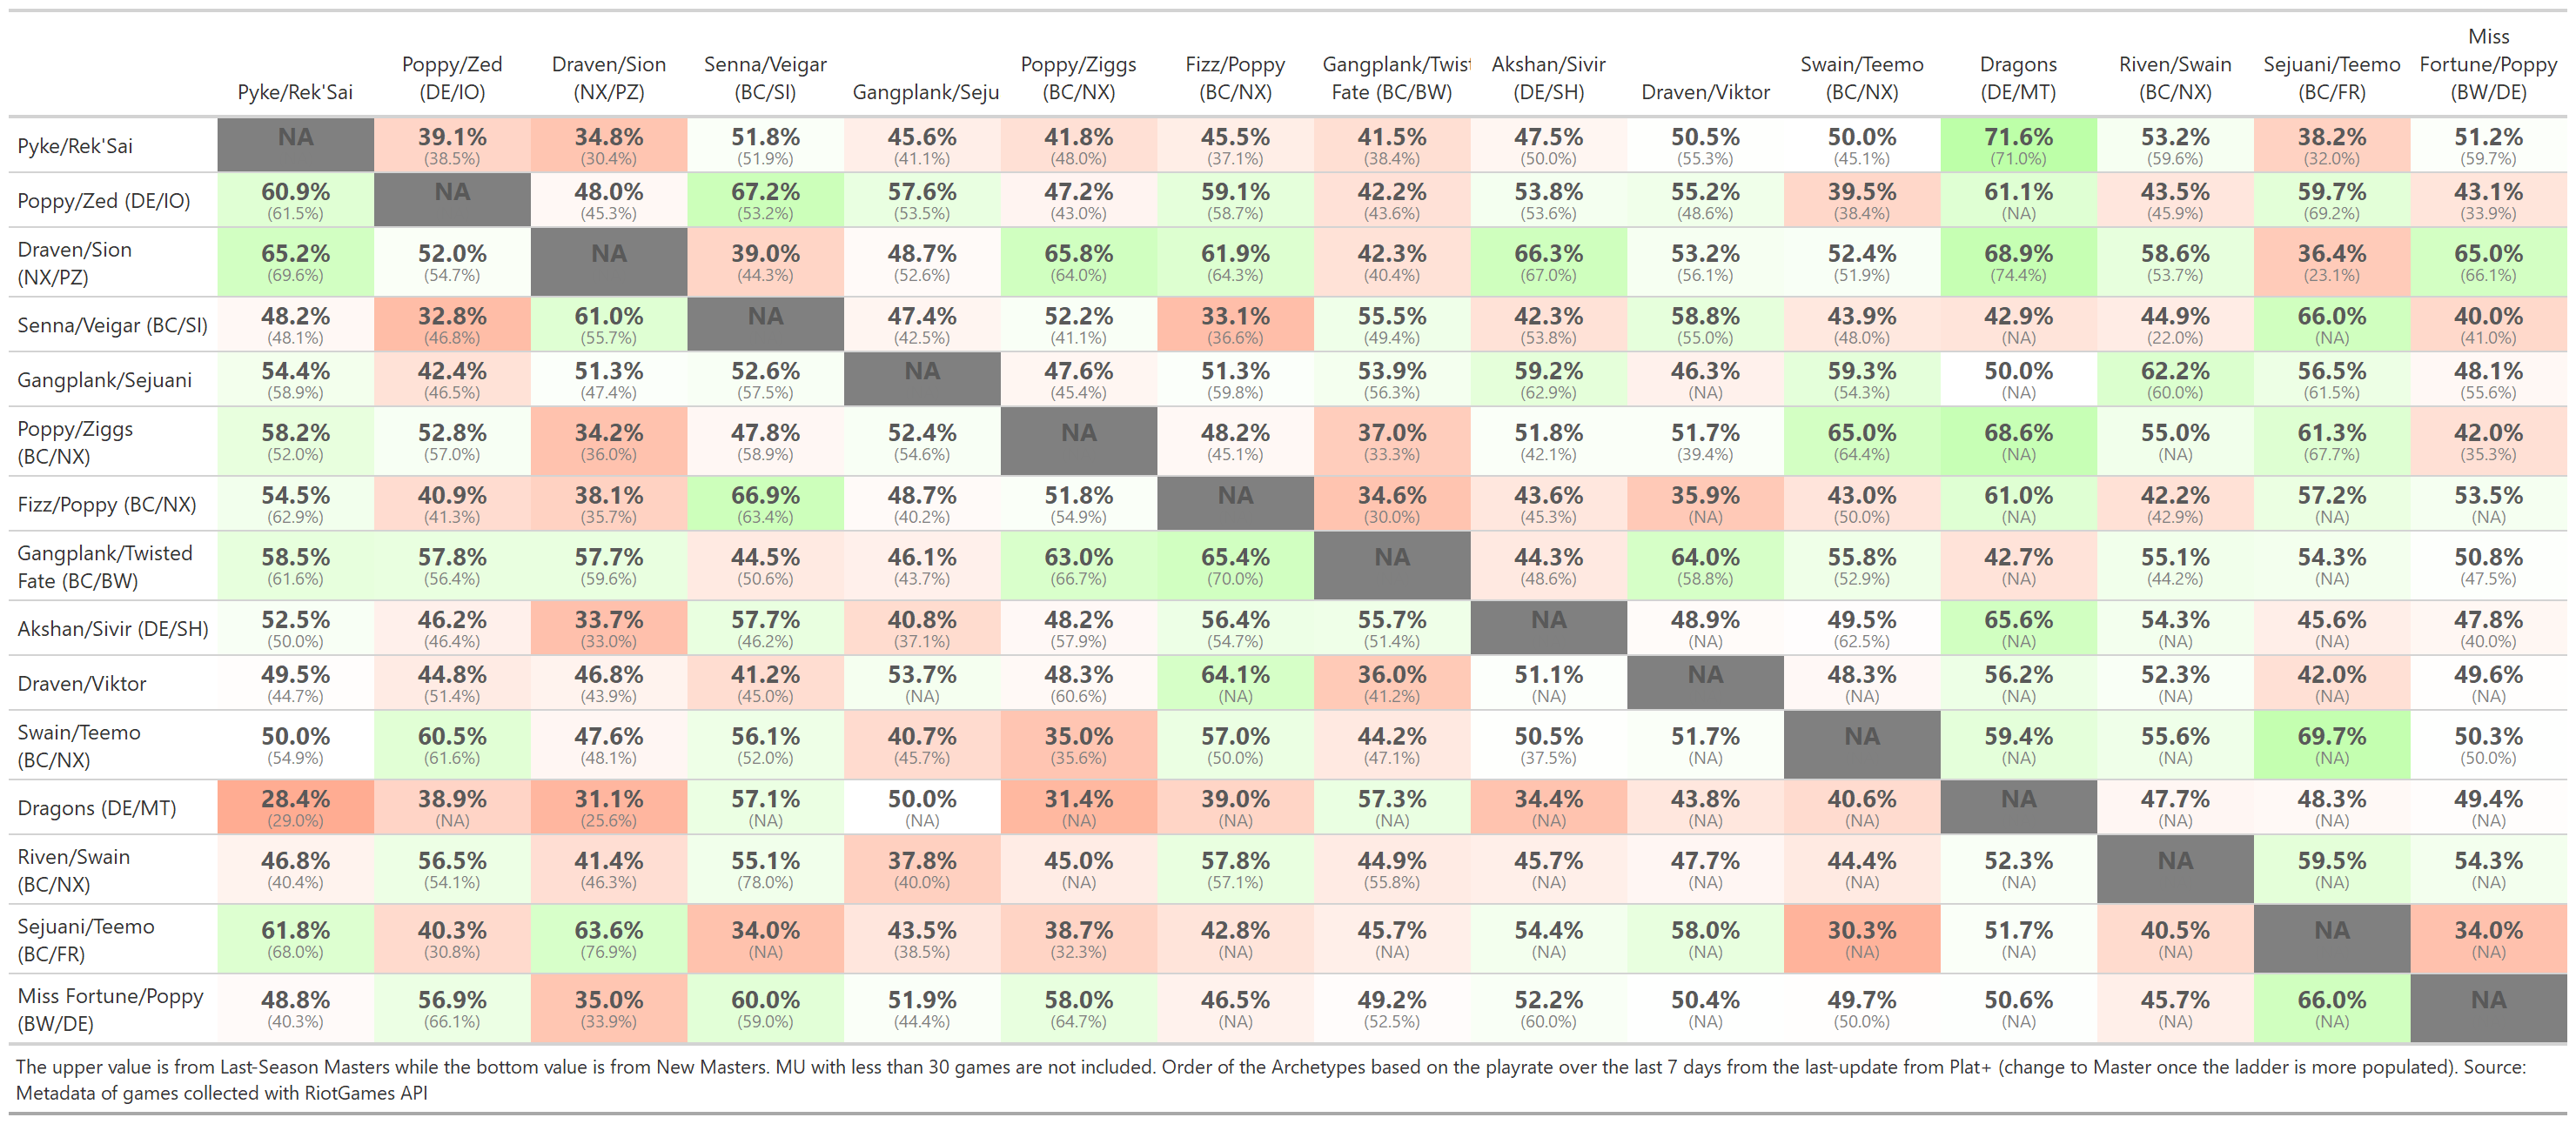 Pyke/Rek'Sai Poppy/Zed (DE/IO) Draven/Sion (NX/PZ) Senna/Veigar (BC/SI) Gangplank/Seju Poppy/Ziggs (BC/NX) Fizz/Poppy (BC/NX) Gangplank/Twist Fate (BC/BW) Akshan/Sivir (DE/SH) Draven/Viktor Swain/Teemo (BC/NX) Dragons (DE/MT) Riven/Swain (BC/NX) Sejuani/Teemo (BC/FR) Miss Fortune/Poppy (BW/DE)
Pyke/Rek'Sai NA 39.1% 34.8% 51.8% 45.6% 41.8% 45.5% 41.5% 47.5% 50.5% 50.0% 71.6% 53.2% 38.2% 51.2%
(38.5%) (30.4%) (51.9%) (41.1%) (48.0%) (37.1%) (38.4%) (50.0%) (55.3%) (45.1%) (71.0%) (59.6%) (32.0%) (59.7%)
Poppy/Zed (DE/IO) 60.9% NA 48.0% 67.2% 57.6% 47.2% 59.1% 42.2% 53.8% 55.2% 39.5% 61.1% 43.5% 59.7% 43.1%
(61.5%) (45.3%) (53.2%) (53.5%) (43.0%) (58.7%) (43.6%) (53.6%) (48.6%) (38.4%) (NA) (45.9%) (69.2%) (33.9%)
Draven/Sion (NX/PZ) 65.2% 52.0% NA 39.0% 48.7% 65.8% 61.9% 42.3% 66.3% 53.2% 52.4% 68.9% 58.6% 36.4% 65.0%
(69.6%) (54.7%) (44.3%) (52.6%) (64.0%) (64.3%) (40.4%) (67.0%) (56.1%) (51.9%) (74.4%) (53.7%) (23.1%) (66.1%)
Senna/Veigar (BC/SI) 48.2% 32.8% 61.0% NA 47.4% 52.2% 33.1% 55.5% 42.3% 58.8% 43.9% 42.9% 44.9% 66.0% 40.0%
(48.1%) (46.8%) (55.7%) (42.5%) (41.1%) (36.6%) (49.4%) (53.8%) (55.0%) (48.0%) (NA) (22.0%) (NA) (41.0%)
Gangplank/Sejuani 54.4% 42.4% 51.3% 52.6% NA 47.6% 51.3% 53.9% 59.2% 46.3% 59.3% 50.0% 62.2% 56.5% 48.1%
(58.9%) (46.5%) (47.4%) (57.5%) (45.4%) (59.8%) (56.3%) (62.9%) (NA) (54.3%) (NA) (60.0%) (61.5%) (55.6%)
Poppy/Ziggs (BC/NX) 58.2% 52.8% 34.2% 47.8% 52.4% NA 48.2% 37.0% 51.8% 51.7% 65.0% 68.6% 55.0% 61.3% 42.0%
(52.0%) (57.0%) (36.0%) (58.9%) (54.6%) (45.1%) (33.3%) (42.1%) (39.4%) (64.4%) (NA) (NA) (67.7%) (35.3%)
Fizz/Poppy (BC/NX) 54.5% 40.9% 38.1% 66.9% 48.7% 51.8% NA 34.6% 43.6% 35.9% 43.0% 61.0% 42.2% 57.2% 53.5%
(62.9%) (41.3%) (35.7%) (63.4%) (40.2%) (54.9%) (30.0%) (45.3%) (NA) (50.0%) (NA) (42.9%) (NA) (NA)
Gangplank/Twisted Fate (BC/BW) 58.5% 57.8% 57.7% 44.5% 46.1% 63.0% 65.4% NA 44.3% 64.0% 55.8% 42.7% 55.1% 54.3% 50.8%
(61.6%) (56.4%) (59.6%) (50.6%) (43.7%) (66.7%) (70.0%) (48.6%) (58.8%) (52.9%) (NA) (44.2%) (NA) (47.5%)
Akshan/Sivir (DE/SH) 52.5% 46.2% 33.7% 57.7% 40.8% 48.2% 56.4% 55.7% NA 48.9% 49.5% 65.6% 54.3% 45.6% 47.8%
(50.0%) (46.4%) (33.0%) (46.2%) (37.1%) (57.9%) (54.7%) (51.4%) (NA) (62.5%) (NA) (NA) (NA) (40.0%)
Draven/Viktor 49.5% 44.8% 46.8% 41.2% 53.7% 48.3% 64.1% 36.0% 51.1% NA 48.3% 56.2% 52.3% 42.0% 49.6%
(44.7%) (51.4%) (43.9%) (45.0%) (NA) (60.6%) (NA) (41.2%) (NA) (NA) (NA) (NA) (NA) (NA)
Swain/Teemo (BC/NX) 50.0% 60.5% 47.6% 56.1% 40.7% 35.0% 57.0% 44.2% 50.5% 51.7% NA 59.4% 55.6% 69.7% 50.3%
(54.9%) (61.6%) (48.1%) (52.0%) (45.7%) (35.6%) (50.0%) (47.1%) (37.5%) (NA) (NA) (NA) (NA) (50.0%)
Dragons (DE/MT) 28.4% 38.9% 31.1% 57.1% 50.0% 31.4% 39.0% 57.3% 34.4% 43.8% 40.6% NA 47.7% 48.3% 49.4%
(29.0%) (NA) (25.6%) (NA) (NA) (NA) (NA) (NA) (NA) (NA) (NA) (NA) (NA) (NA)
Riven/Swain (BC/NX) 46.8% 56.5% 41.4% 55.1% 37.8% 45.0% 57.8% 44.9% 45.7% 47.7% 44.4% 52.3% NA 59.5% 54.3%
(40.4%) (54.1%) (46.3%) (78.0%) (40.0%) (NA) (57.1%) (55.8%) (NA) (NA) (NA) (NA) (NA) (NA)
Sejuani/Teemo (BC/FR) 61.8% 40.3% 63.6% 34.0% 43.5% 38.7% 42.8% 45.7% 54.4% 58.0% 30.3% 51.7% 40.5% NA 34.0%
(68.0%) (30.8%) (76.9%) (NA) (38.5%) (32.3%) (NA) (NA) (NA) (NA) (NA) (NA) (NA) (NA)
Miss Fortune/Poppy (BW/DE) 48.8% 56.9% 35.0% 60.0% 51.9% 58.0% 46.5% 49.2% 52.2% 50.4% 49.7% 50.6% 45.7% 66.0% NA
(40.3%) (66.1%) (33.9%) (59.0%) (44.4%) (64.7%) (NA) (52.5%) (60.0%) (NA) (50.0%) (NA) (NA) (NA)
The upper value is from Last-Season Masters while the bottom value is from New Masters. MU with less than 30 games are not included. Order of the Archetypes based on the playrate over the last 7 days from the last-update from Plat+ (change to Master once the ladder is more populated). Source:
Metadata of games collected with RiotGames API